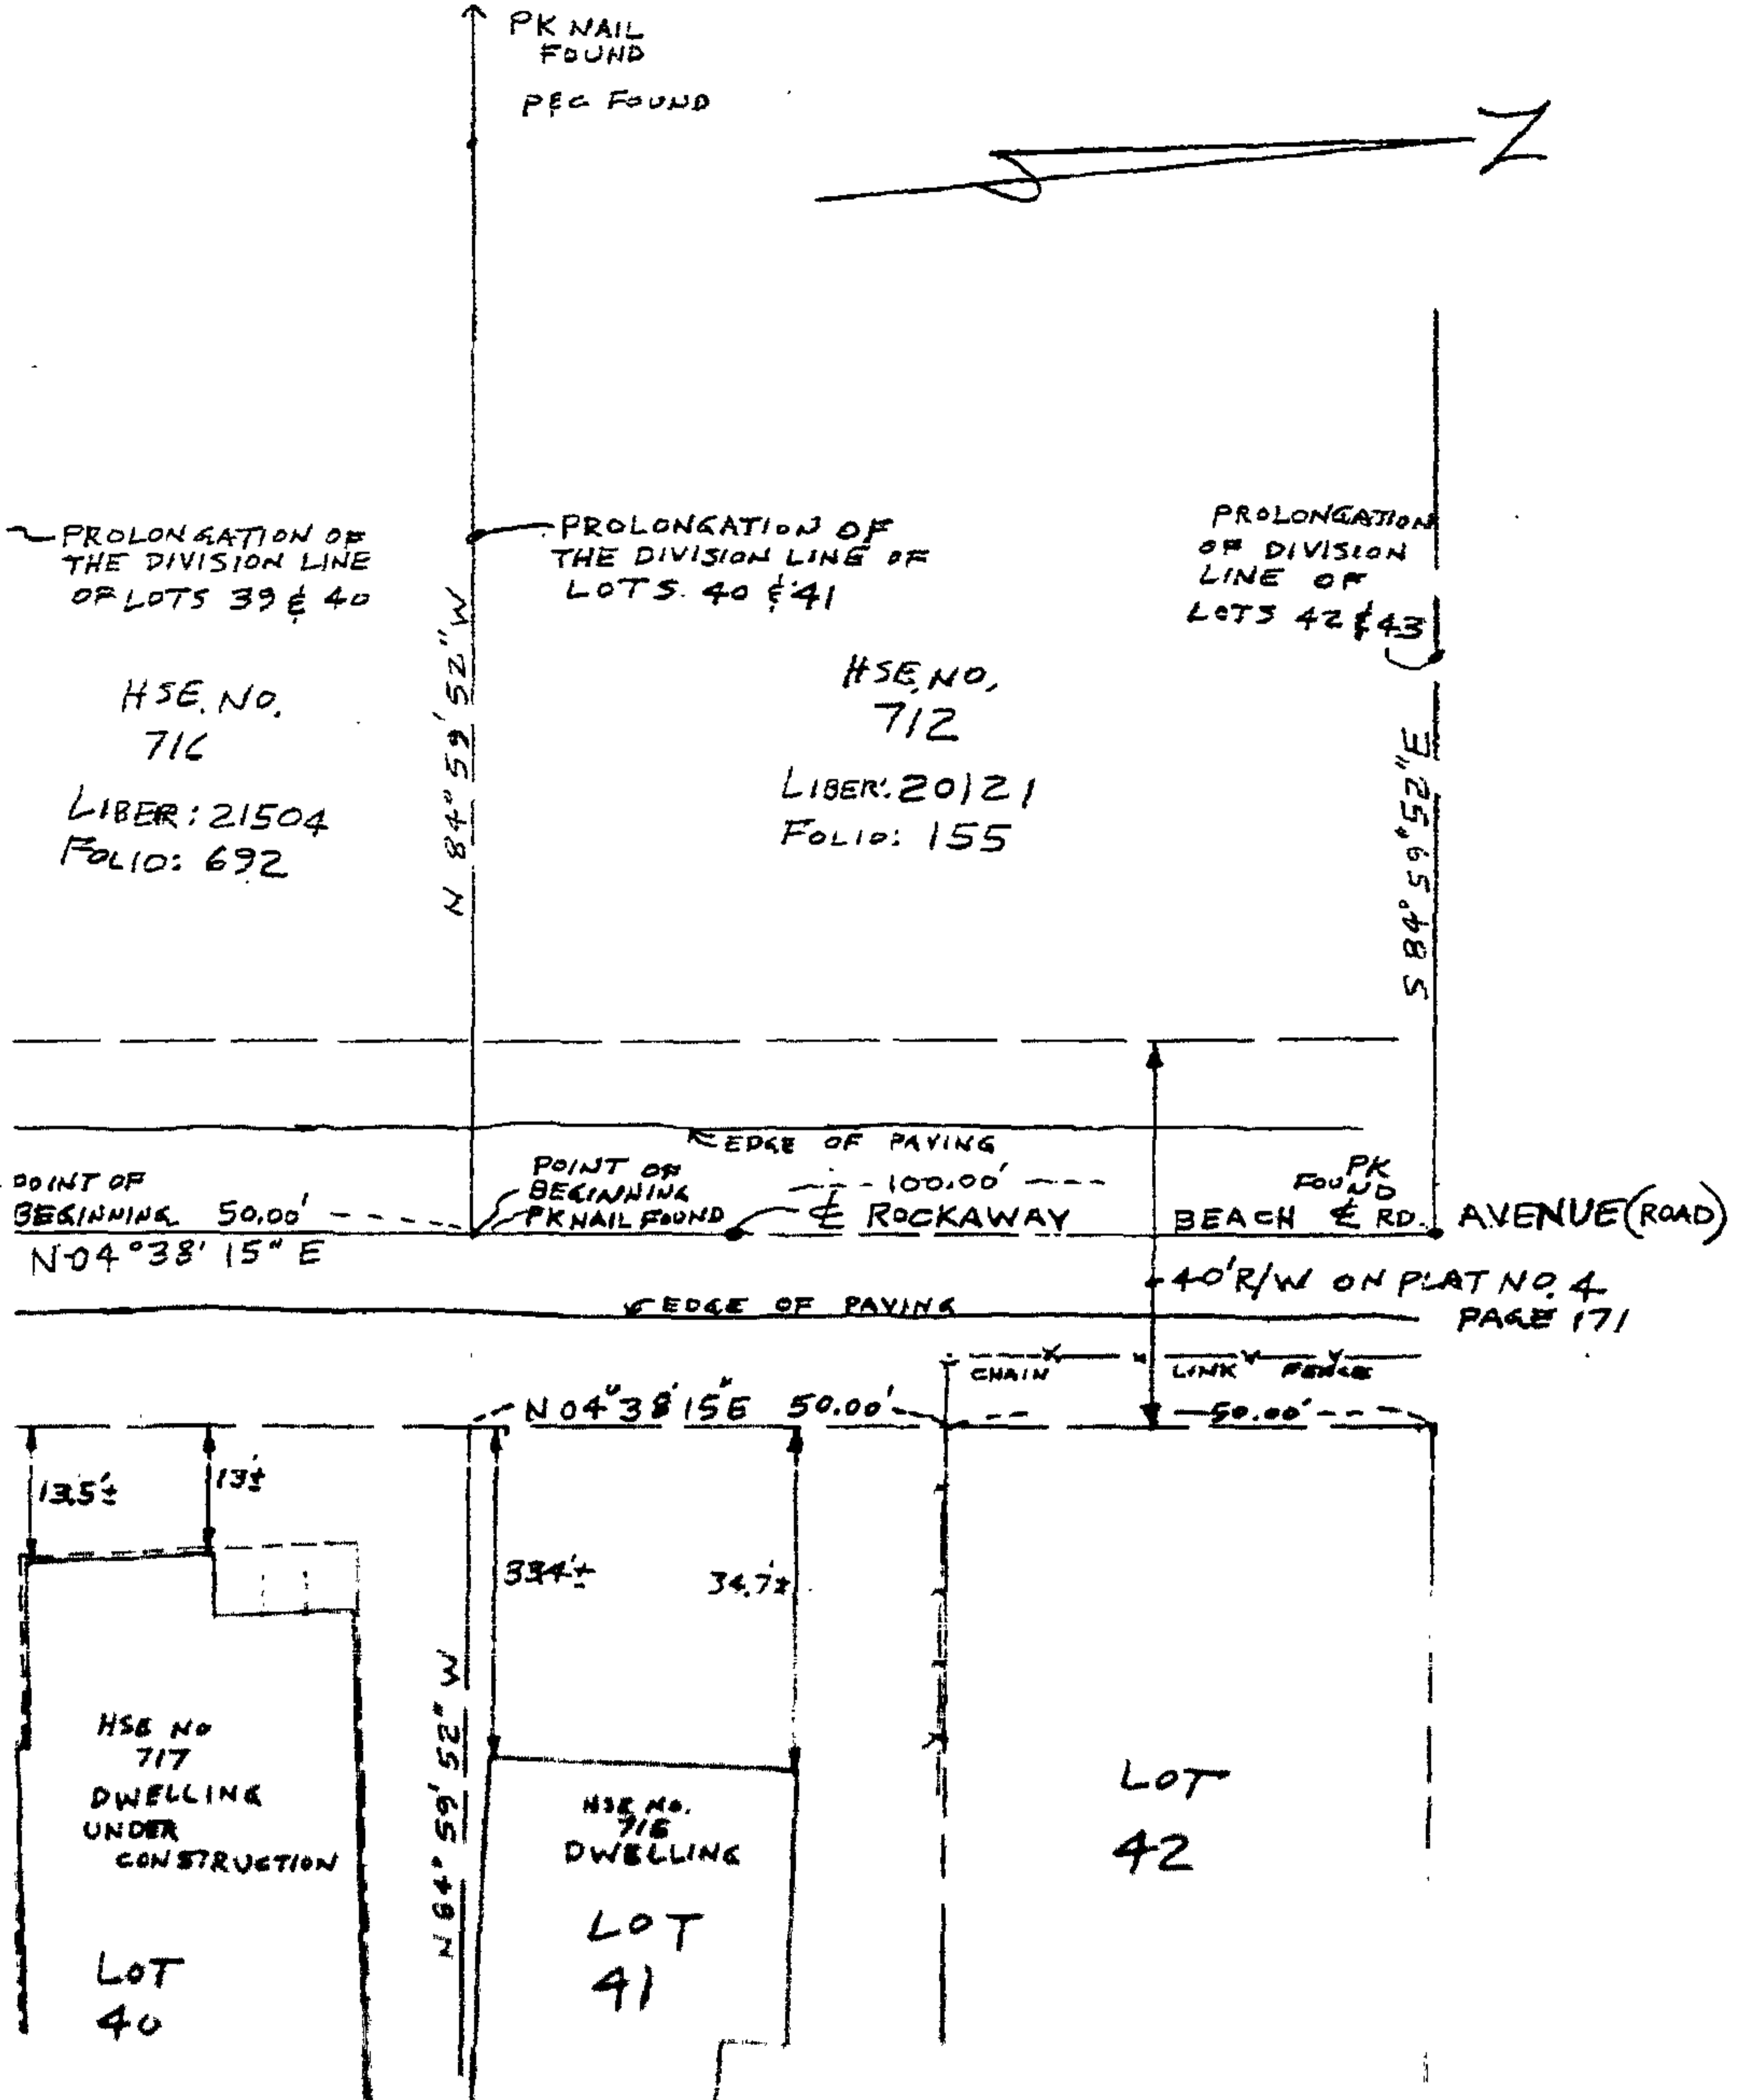 PK NAIL
FOUND
PEG FOUND
Z
PROLONGATION OF
THE DIVISION LINE
OF LOTS 39 & 40
PROLONGATION OF
THE DIVISION LINE OF
LOTS. 40 & 41
PROLONGATION
OF DIVISION
LINE OF
LOTS 42 & 43
HSE. NO.
716
LIBER: 21504
FOLIO: 692
N 84° 59' 52" W
HSE. NO.
712
LIBER: 20121
FOLIO: 155
S 84° 59' 52" E
EDGE OF PAVING
POINT OF
BEGINNING 50.00'
N 04° 38' 15" E
POINT OF
BEGINNING
PK NAIL FOUND
100.00'
℄ ROCKAWAY BEACH ℄ RD. AVENUE (ROAD)
PK
FOUND
40' R/W ON PLAT NO. 4
PAGE 171
EDGE OF PAVING
CHAIN LINK FENCE
N 04° 38' 15" E 50.00'
50.00'
13.5'±
13'±
33.4'±
34.7'±
HSE NO
717
DWELLING
UNDER
CONSTRUCTION
LOT
40
59' 52" W
HSE NO.
DWELLING
LOT
41
LOT
42